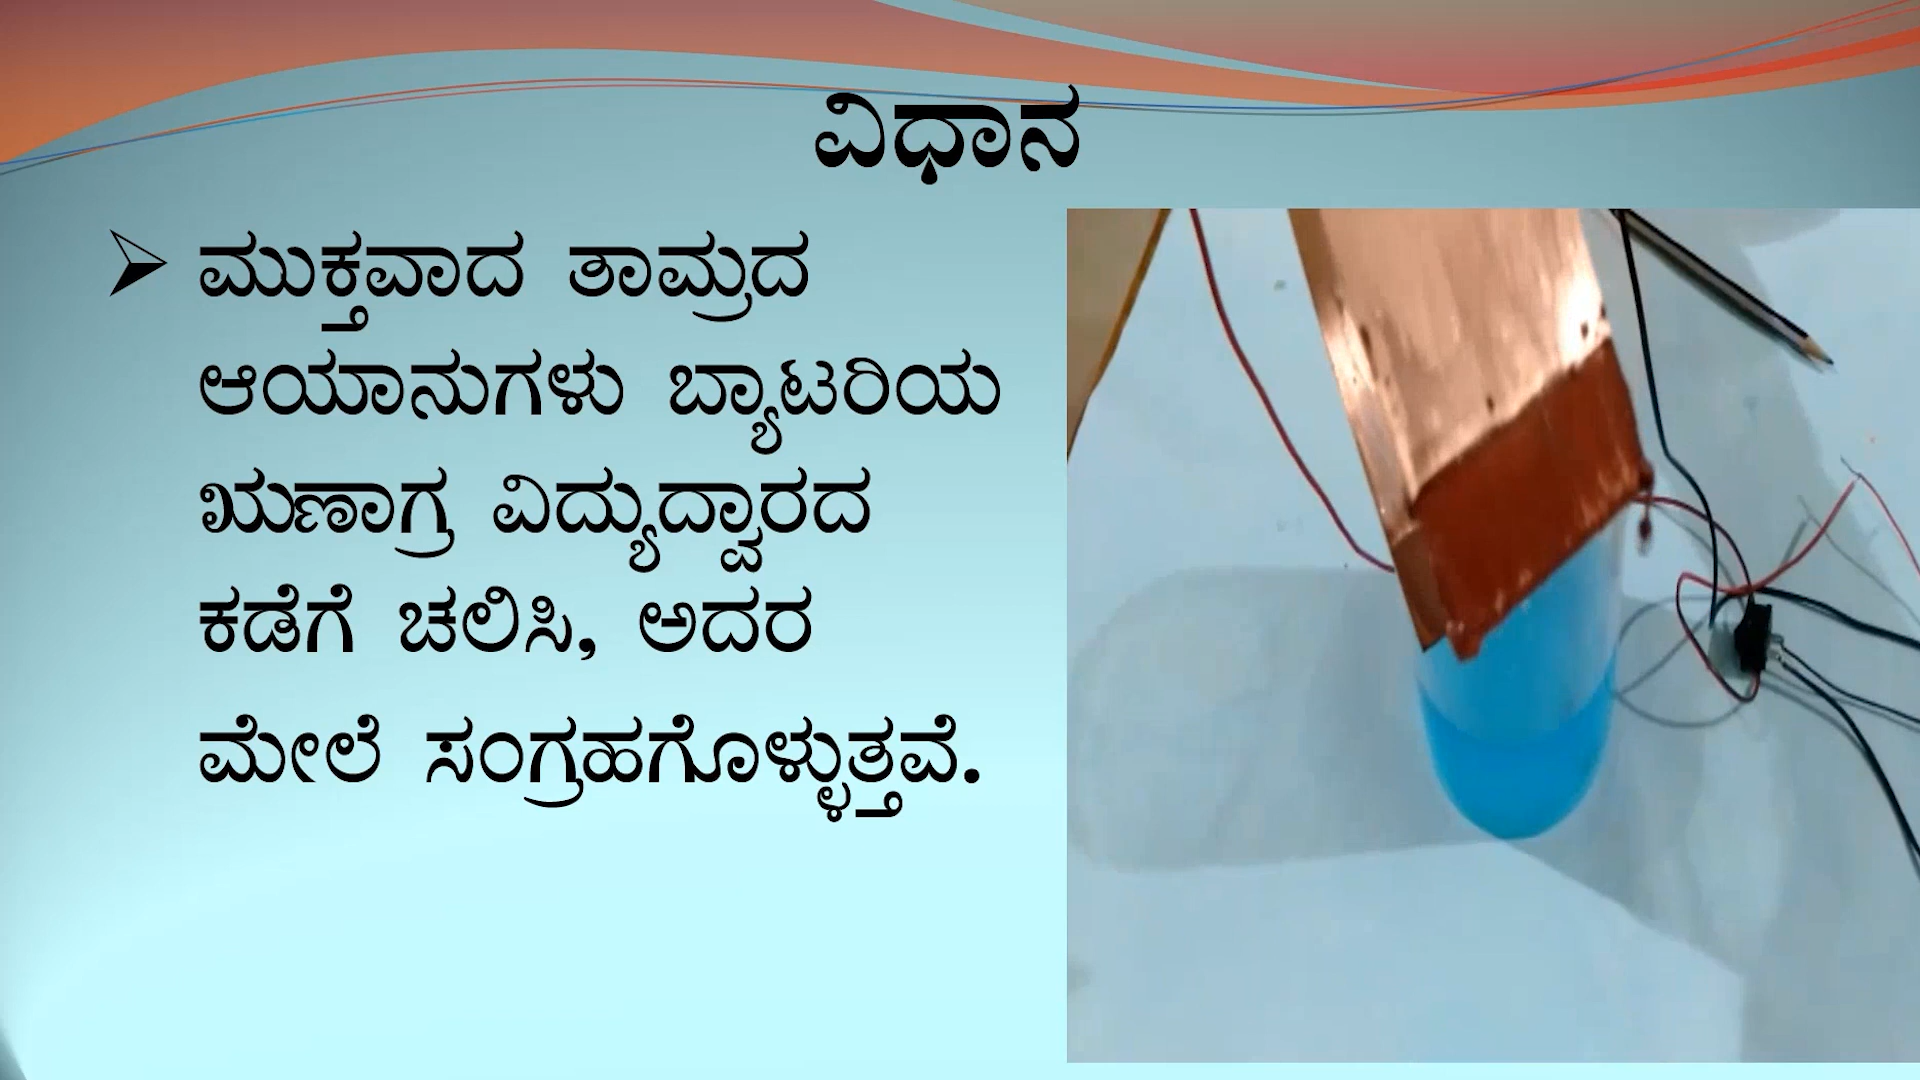 ವಿಧಾನ
ಮುಕ್ತವಾದ ತಾಮ್ರದ
ಆಯಾನುಗಳು ಬ್ಯಾಟರಿಯ
ಋಣಾಗ್ರ ವಿದ್ಯುದ್ವಾರದ
ಕಡೆಗೆ ಚಲಿಸಿ, ಅದರ
ಮೇಲೆ ಸಂಗ್ರಹಗೊಳ್ಳುತ್ತವೆ.